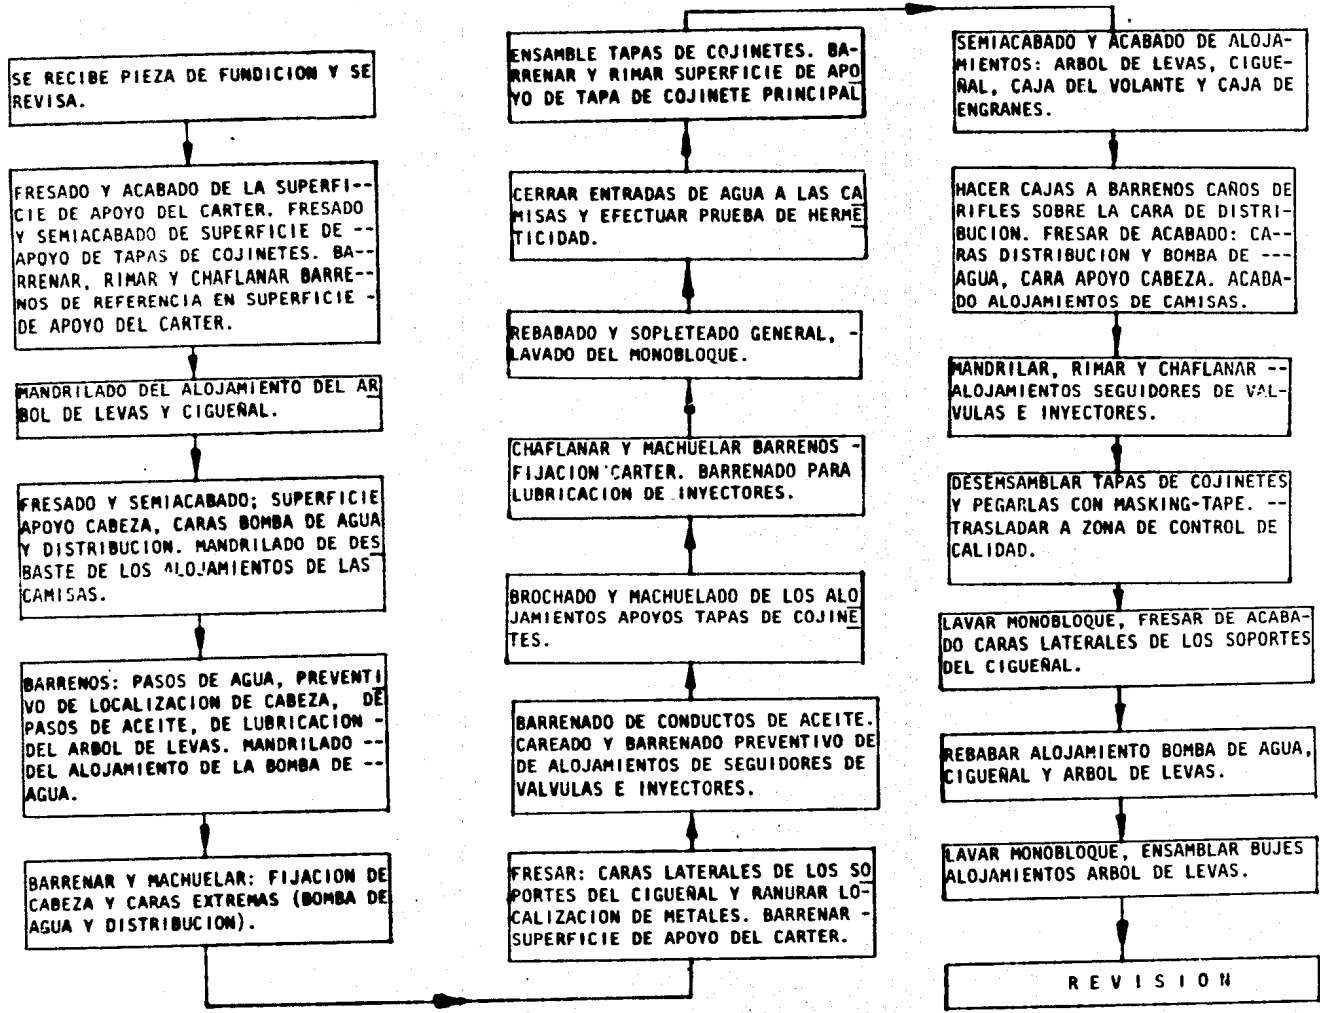 SE RECIBE PIEZA DE FUNDICION Y SE
REVISA.
FRESADO Y ACABADO DE LA SUPERFI--
CIE DE APOYO DEL CARTER. FRESADO
Y SEMIACABADO DE SUPERFICIE DE --
APOYO DE TAPAS DE COJINETES. BA--
RRENAR, RIMAR Y CHAFLANAR BARRE--
NOS DE REFERENCIA EN SUPERFICIE -
DE APOYO DEL CARTER.
MANDRILADO DEL ALOJAMIENTO DEL AR
BOL DE LEVAS Y CIGUEÑAL.
FRESADO Y SEMIACABADO; SUPERFICIE
APOYO CABEZA, CARAS BOMBA DE AGUA
Y DISTRIBUCION. MANDRILADO DE DES
BASTE DE LOS ALOJAMIENTOS DE LAS
CAMISAS.
BARRENOS: PASOS DE AGUA, PREVENTI
VO DE LOCALIZACION DE CABEZA, DE
PASOS DE ACEITE, DE LUBRICACION -
DEL ARBOL DE LEVAS. MANDRILADO --
DEL ALOJAMIENTO DE LA BOMBA DE --
AGUA.
BARRENAR Y MACHUELAR: FIJACION DE
CABEZA Y CARAS EXTREMAS (BOMBA DE
AGUA Y DISTRIBUCION).
FRESAR: CARAS LATERALES DE LOS SO
PORTES DEL CIGUEÑAL Y RANURAR LO-
CALIZACION DE METALES. BARRENAR -
SUPERFICIE DE APOYO DEL CARTER.
BARRENADO DE CONDUCTOS DE ACEITE.
CAREADO Y BARRENADO PREVENTIVO DE
DE ALOJAMIENTOS DE SEGUIDORES DE
VALVULAS E INYECTORES.
BROCHADO Y MACHUELADO DE LOS ALO
JAMIENTOS APOYOS TAPAS DE COJINE
TES.
CHAFLANAR Y MACHUELAR BARRENOS -
FIJACION CARTER. BARRENADO PARA
LUBRICACION DE INYECTORES.
REBABADO Y SOPLETEADO GENERAL, -
LAVADO DEL MONOBLOQUE.
CERRAR ENTRADAS DE AGUA A LAS CA
MISAS Y EFECTUAR PRUEBA DE HERME
TICIDAD.
ENSAMBLE TAPAS DE COJINETES. BA-
RRENAR Y RIMAR SUPERFICIE DE APO
YO DE TAPA DE COJINETE PRINCIPAL
SEMIACABADO Y ACABADO DE ALOJA-
MIENTOS: ARBOL DE LEVAS, CIGUE-
ÑAL, CAJA DEL VOLANTE Y CAJA DE
ENGRANES.
HACER CAJAS A BARRENOS CAÑOS DE
RIFLES SOBRE LA CARA DE DISTRI-
BUCION. FRESAR DE ACABADO: CA--
RAS DISTRIBUCION Y BOMBA DE ---
AGUA, CARA APOYO CABEZA. ACABA-
DO ALOJAMIENTOS DE CAMISAS.
MANDRILAR, RIMAR Y CHAFLANAR --
ALOJAMIENTOS SEGUIDORES DE VAL-
VULAS E INYECTORES.
DESEMSAMBLAR TAPAS DE COJINETES
Y PEGARLAS CON MASKING-TAPE. --
TRASLADAR A ZONA DE CONTROL DE
CALIDAD.
LAVAR MONOBLOQUE, FRESAR DE ACABA-
DO CARAS LATERALES DE LOS SOPORTES
DEL CIGUEÑAL.
REBABAR ALOJAMIENTO BOMBA DE AGUA,
CIGUEÑAL Y ARBOL DE LEVAS.
LAVAR MONOBLOQUE, ENSAMBLAR BUJES
ALOJAMIENTOS ARBOL DE LEVAS.
REVISION